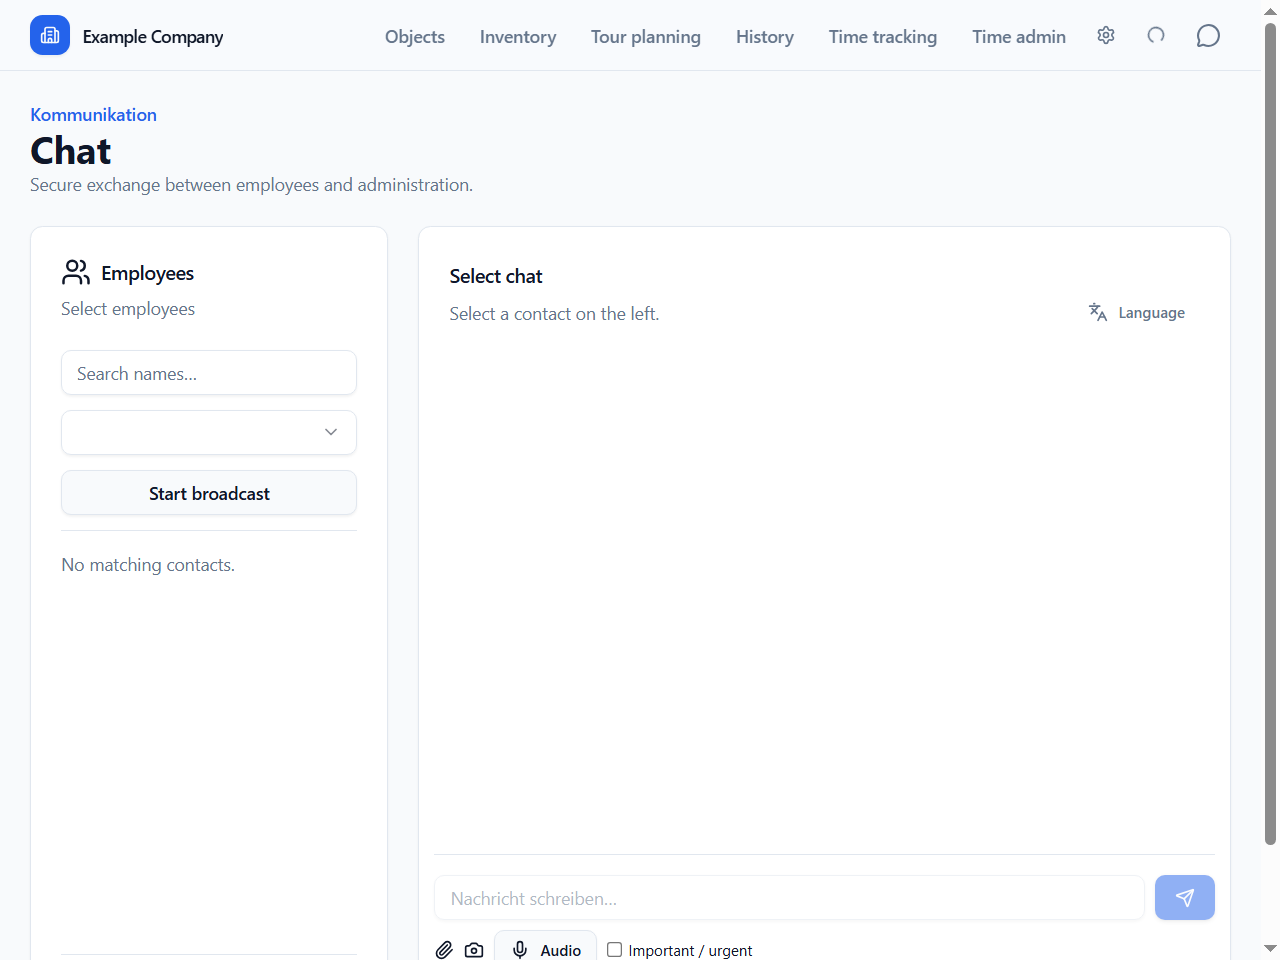 Example Company
Objects
Inventory
Tour planning
History
Time tracking
Time admin
Kommunikation
Chat
Secure exchange between employees and administration.
Employees
Select employees
Search names...
Start broadcast
No matching contacts.
Select chat
Select a contact on the left.
Language
Nachricht schreiben...
Audio
Important / urgent